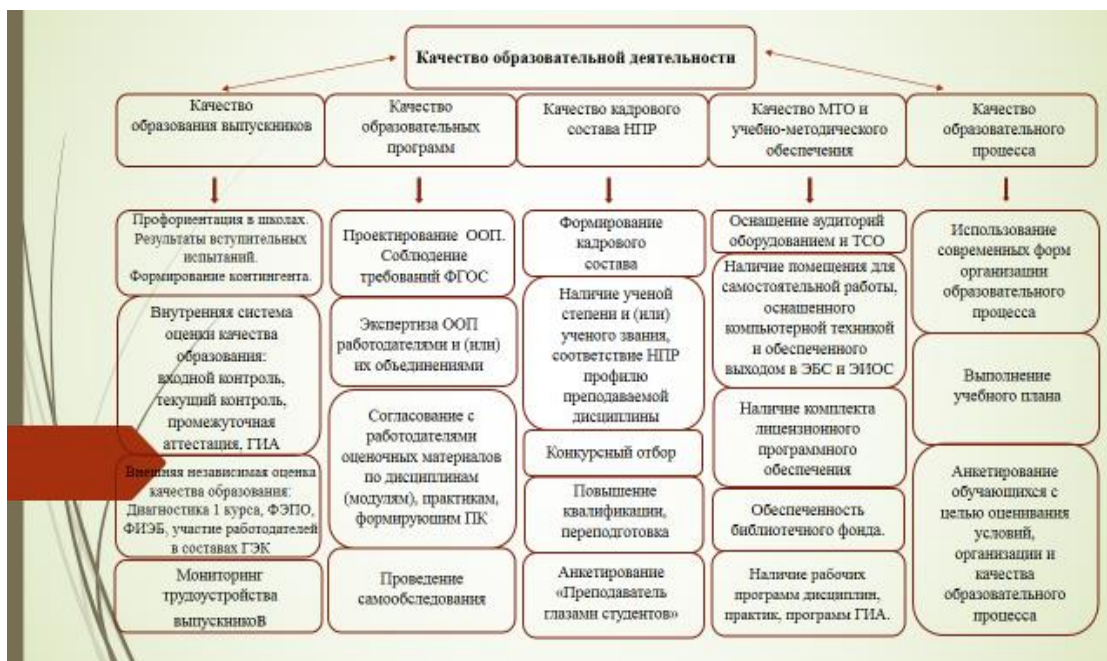 Качество образовательной деятельности
Качество
образования выпускников
Качество
образовательных
программ
Качество кадрового
состава НПР
Качество МТО и
учебно-методического
обеспечения
Качество
образовательного
процесса
Профориентация в школах.
Результаты вступительных
испытаний.
Формирование контингента.
Внутренняя система
оценки качества
образования:
входной контроль,
текущий контроль,
промежуточная
аттестация, ГИА
Внешняя независимая оценка
качества образования:
Диагностика 1 курса, ФЭПО,
ФИЭБ, участие работодателей
в составах ГЭК
Мониторинг
трудоустройства
выпускникоВ
Проектирование ООП.
Соблюдение
требований ФГОС
Экспертиза ООП
работодателями и (или)
их объединениями
Согласование с
работодателями
оценочных материалов
по дисциплинам
(модулям), практикам,
формирующим ПК
Проведение
самообследования
Формирование
кадрового
состава
Наличие ученой
степени и (или)
ученого звания,
соответствие НПР
профилю
преподаваемой
дисциплины
Конкурсный отбор
Повышение
квалификации,
переподготовка
Анкетирование
«Преподаватель
глазами студентов»
Оснащение аудиторий
оборудованием и ТСО
Наличие помещения для
самостоятельной работы,
оснащенного
компьютерной техникой
и обеспеченного
выходом в ЭБС и ЭИОС
Наличие комплекта
лицензионного
программного
обеспечения
Обеспеченность
библиотечного фонда.
Наличие рабочих
программ дисциплин,
практик, программ ГИА.
Использование
современных форм
организации
образовательного
процесса
Выполнение
учебного плана
Анкетирование
обучающихся с
целью оценивания
условий,
организации и
качества
образовательного
процесса